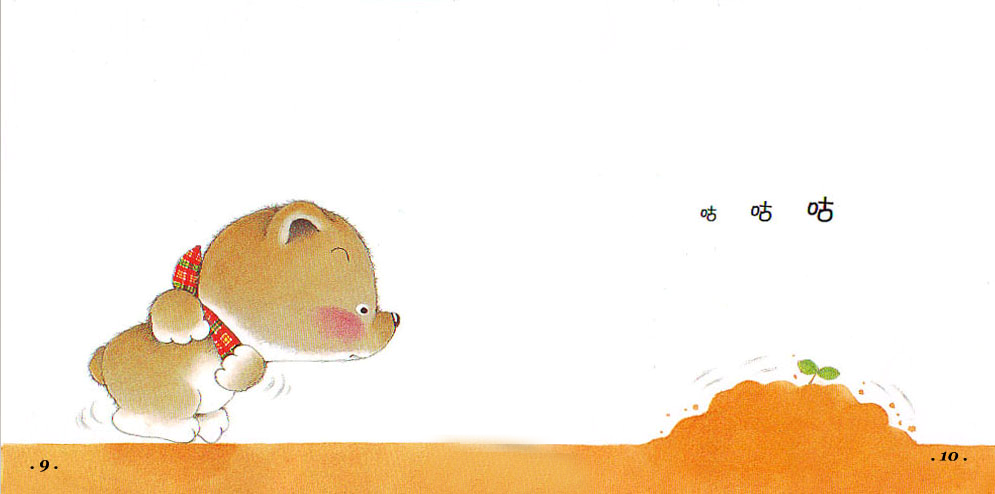 咕 咕 咕
. 9 .
. 10 .